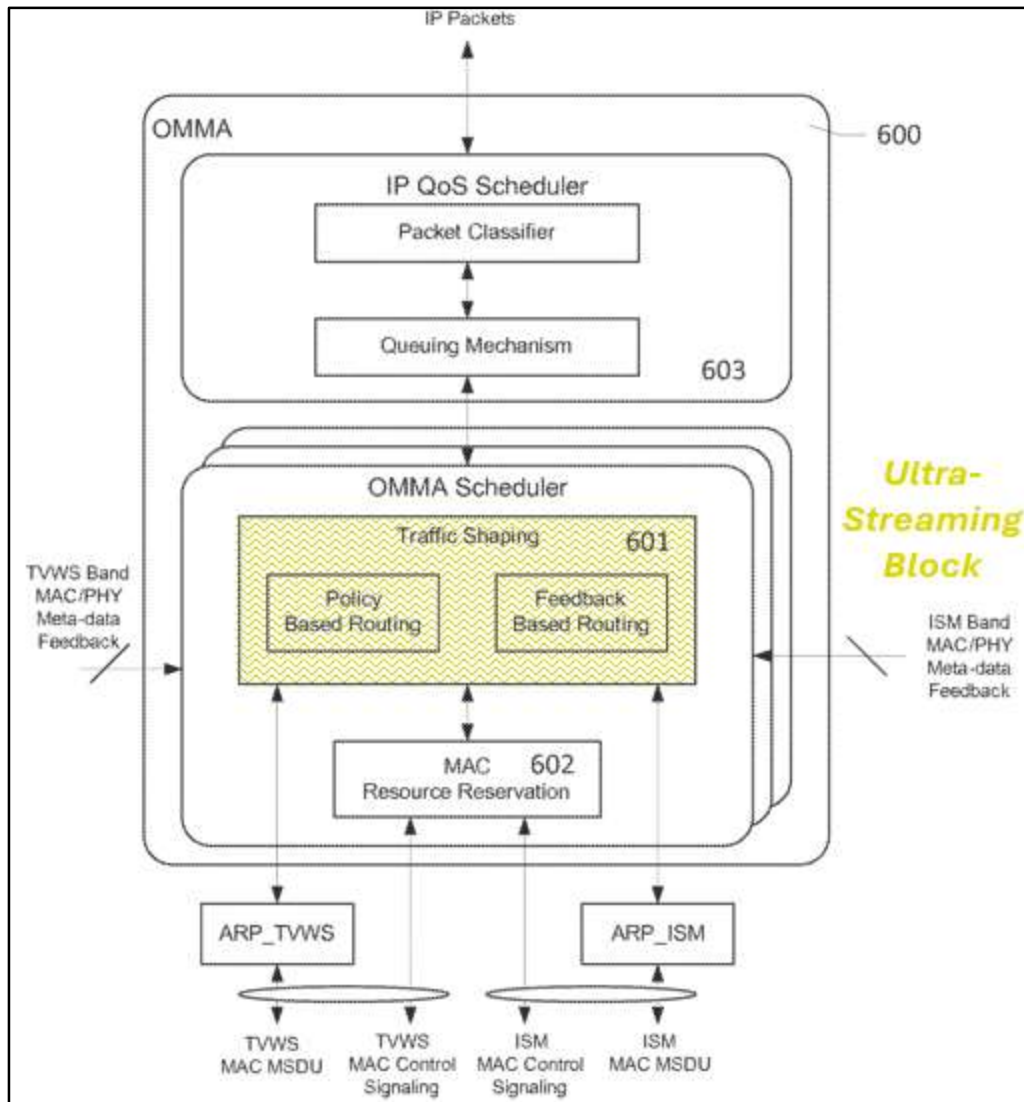 IP Packets
OMMA
600
IP QoS Scheduler
Packet Classifier
Queuing Mechanism
603
OMMA Scheduler
Traffic Shaping
601
Policy
Based Routing
Feedback
Based Routing
MAC
602
Resource Reservation
TVWS Band
MAC/PHY
Meta-data
Feedback
Ultra-
Streaming
Block
ISM Band
MAC/PHY
Meta-data
Feedback
ARP_TVWS
ARP_ISM
TVWS
MAC MSDU
TVWS
MAC Control
Signaling
ISM
MAC Control
Signaling
ISM
MAC MSDU